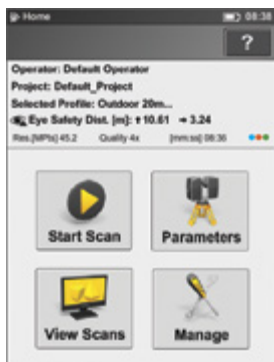 Home 08:38
?
Operator: Default Operator
Project: Default_Project
Selected Profile: Outdoor 20m...
Eye Safety Dist. [m]: 10.61 3.24
Res.[MPts] 45.2 Quality 4x [mm:ss] 08:36
Start Scan Parameters
View Scans Manage